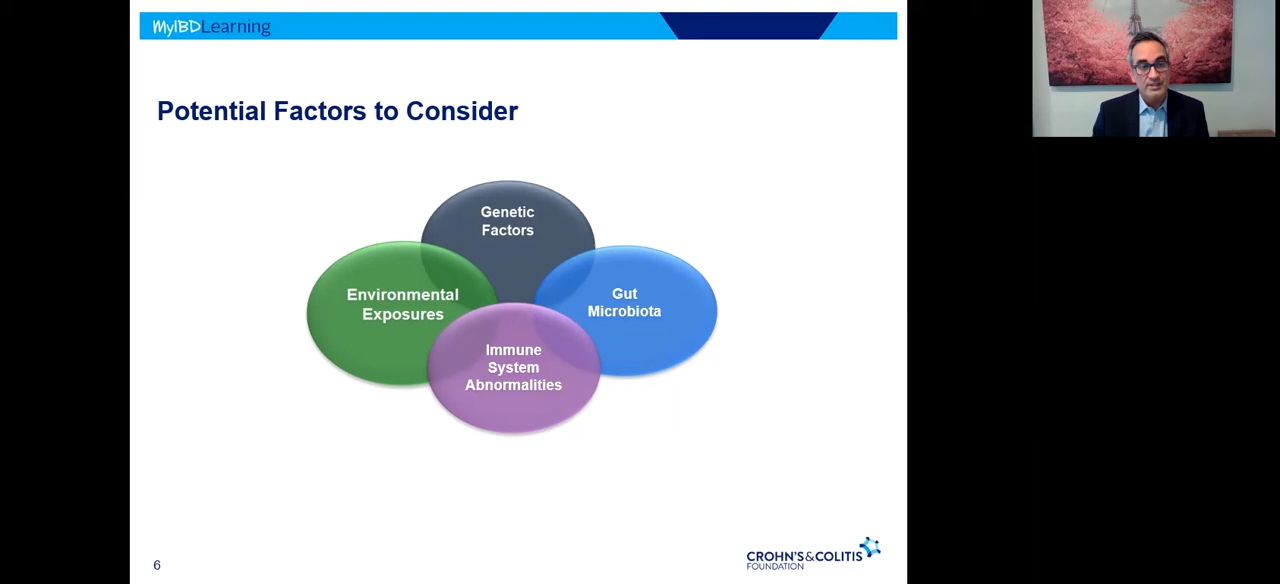 MyIBDLearning
Potential Factors to Consider
Genetic
Factors
Environmental
Exposures
Gut
Microbiota
Immune
System
Abnormalities
6
CROHN'S&COLITIS
FOUNDATION